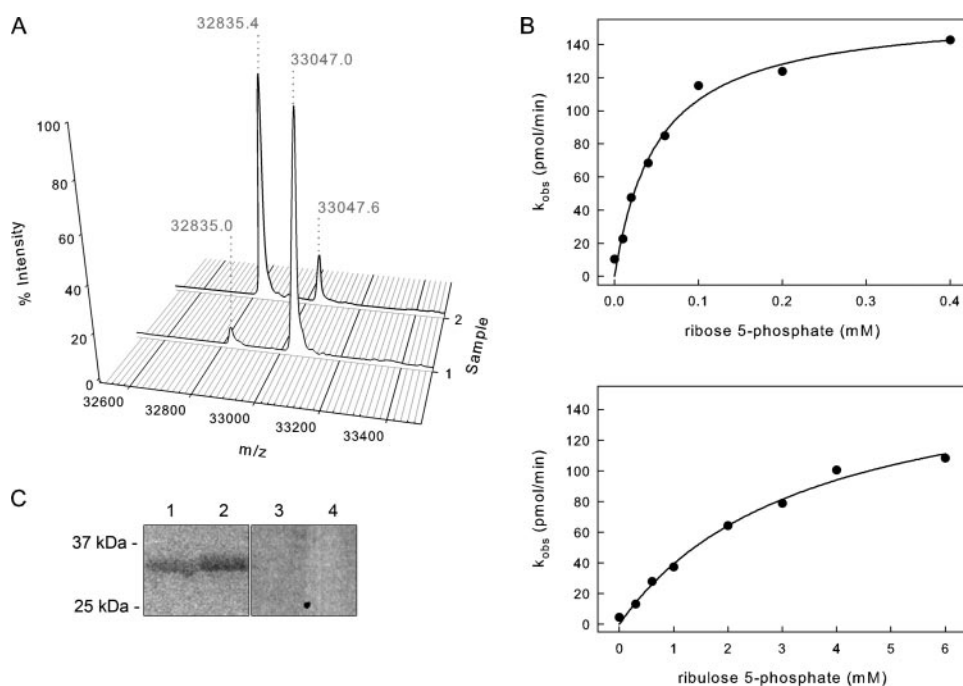 A
32835.4
33047.0
32835.0
33047.6
% Intensity
100
80
60
40
20
0
32600
32800
33000
33200
33400
m/z
1
2
Sample
B
k_obs (pmol/min)
140
120
100
80
60
40
20
0
0.0 0.1 0.2 0.3 0.4
ribose 5-phosphate (mM)
k_obs (pmol/min)
140
120
100
80
60
40
20
0
0 1 2 3 4 5 6
ribulose 5-phosphate (mM)
C
1 2 3 4
37 kDa -
25 kDa -